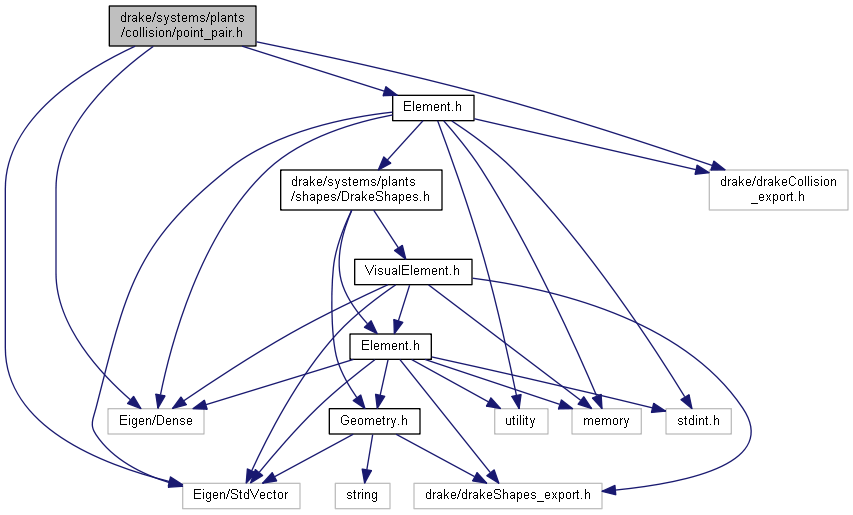 drake/systems/plants
/collision/point_pair.h
Element.h
drake/systems/plants
/shapes/DrakeShapes.h
drake/drakeCollision
_export.h
VisualElement.h
Element.h
Eigen/Dense
Geometry.h
utility
memory
stdint.h
Eigen/StdVector
string
drake/drakeShapes_export.h